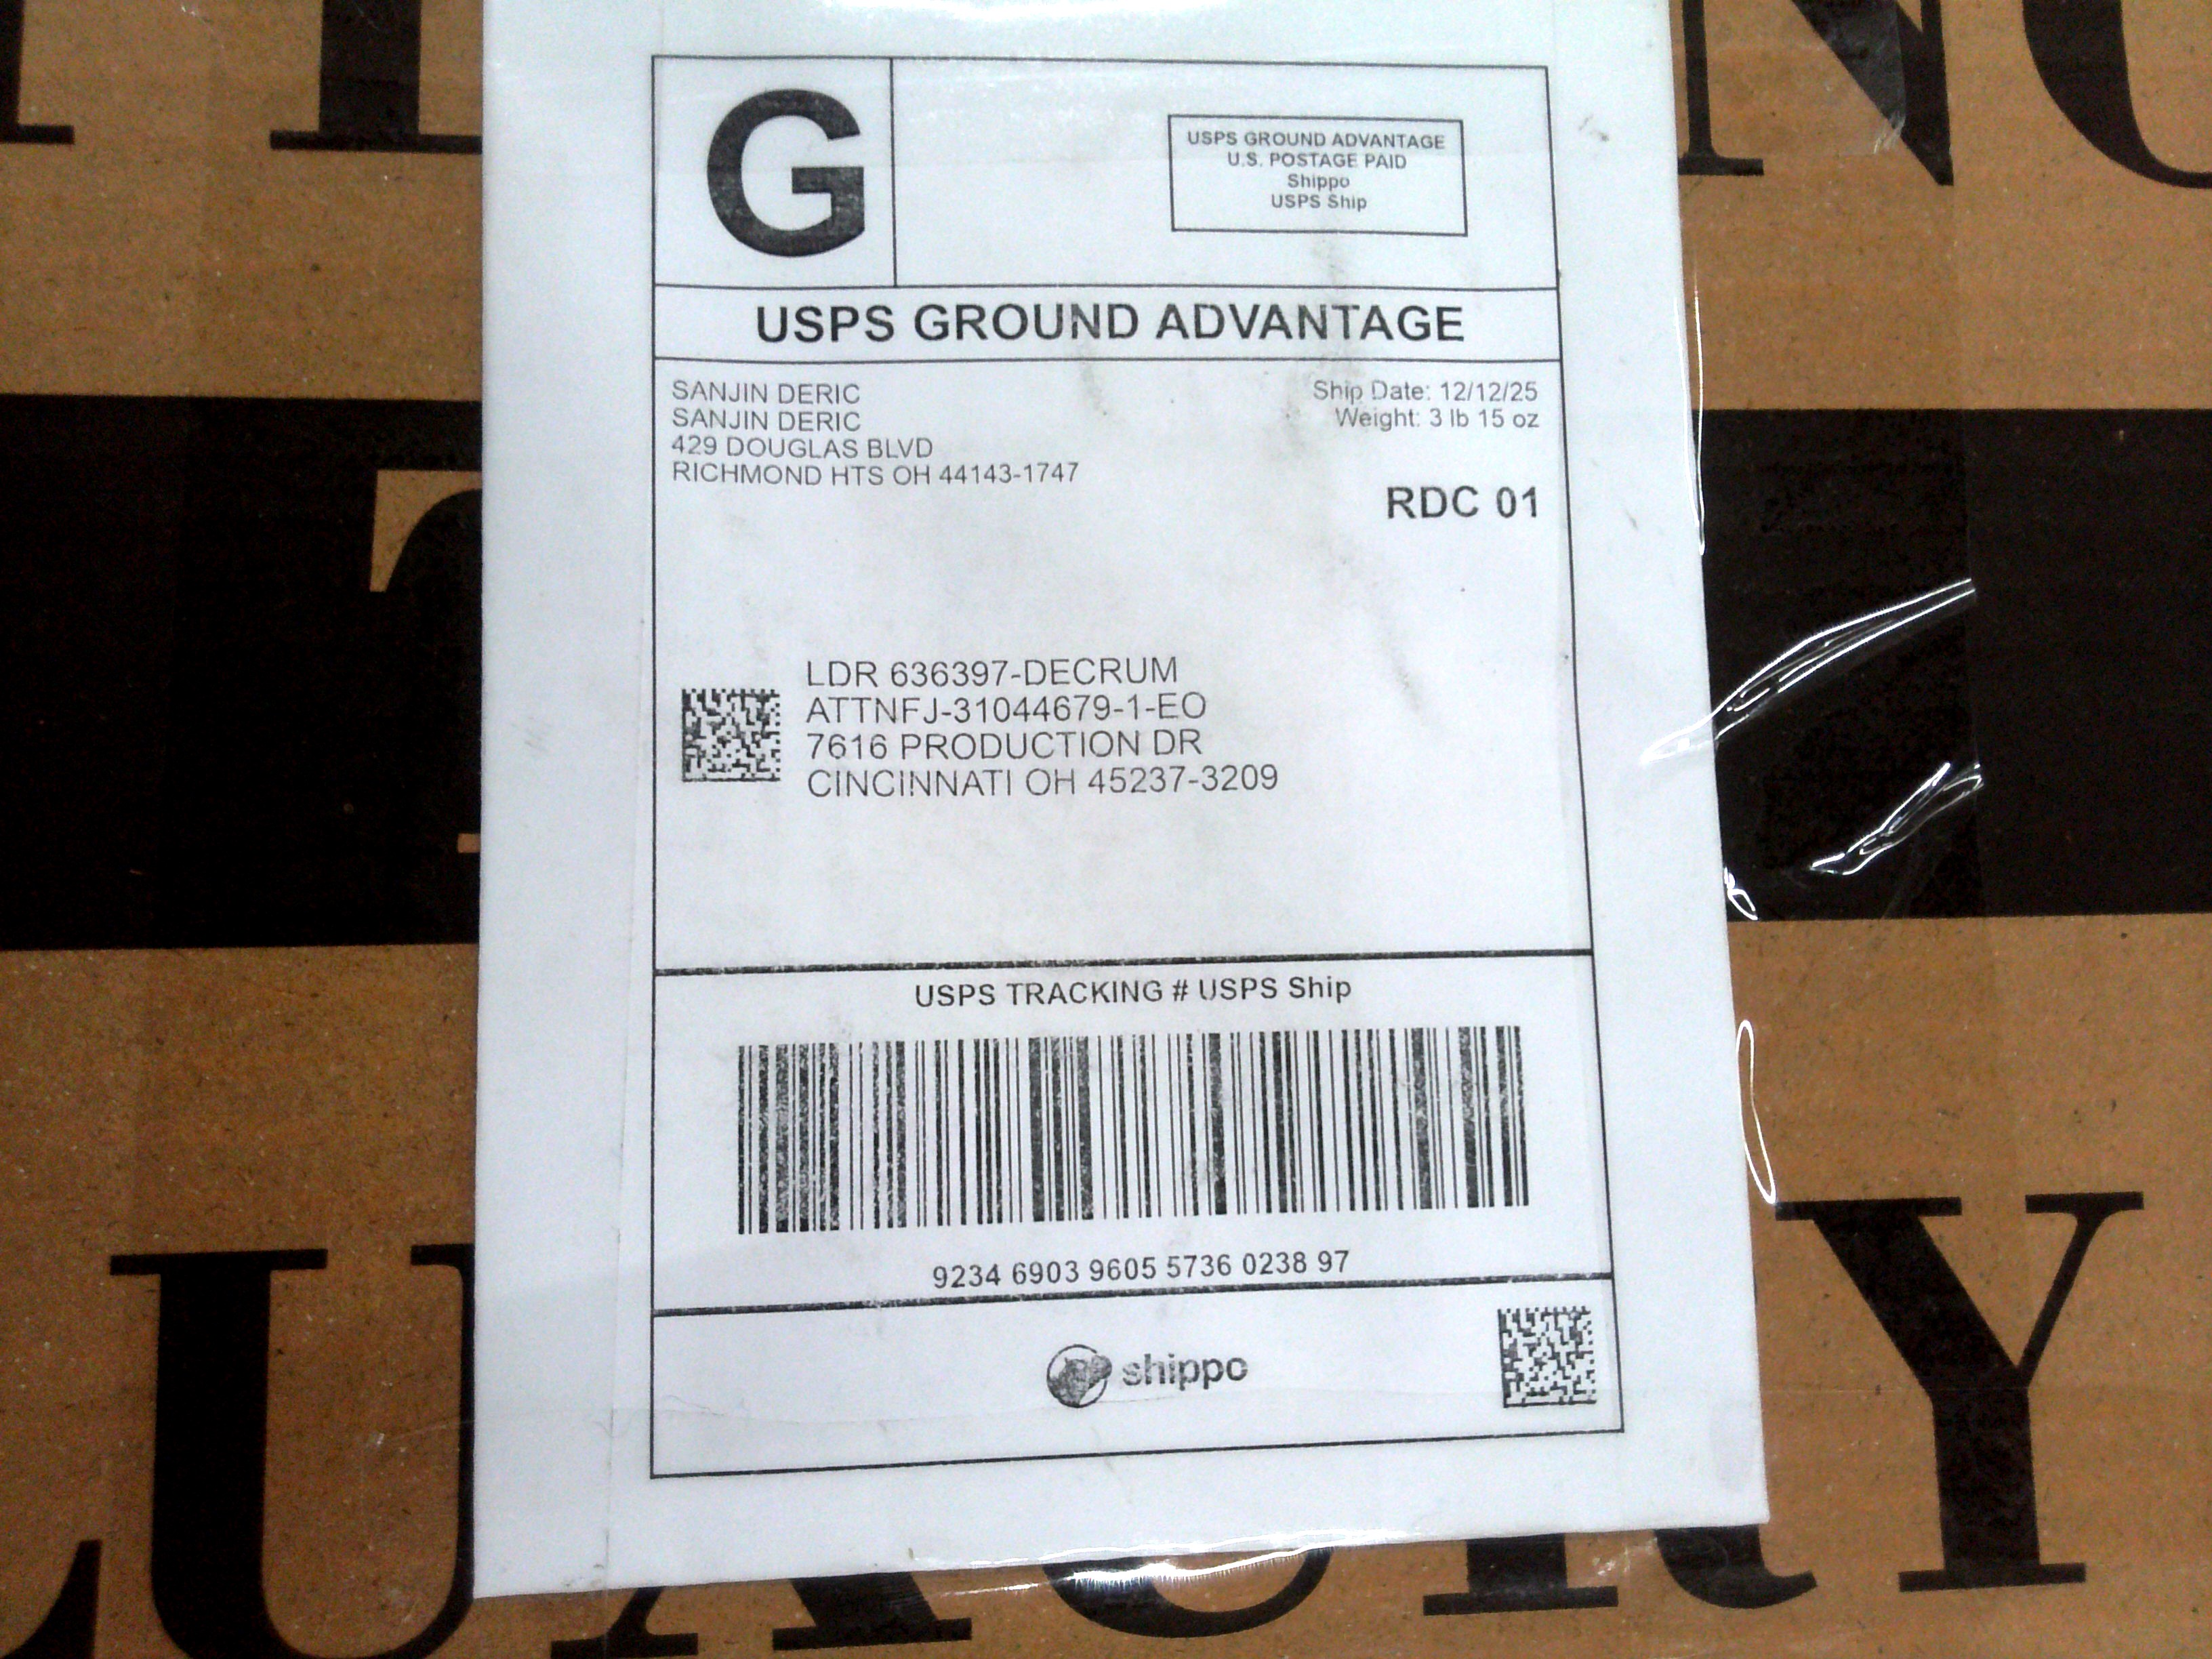 G
USPS GROUND ADVANTAGE
U.S. POSTAGE PAID
Shippo
USPS Ship
USPS GROUND ADVANTAGE
SANJIN DERIC
SANJIN DERIC
429 DOUGLAS BLVD
RICHMOND HTS OH 44143-1747
Ship Date: 12/12/25
Weight: 3 lb 15 oz
RDC 01
LDR 636397-DECRUM
ATTNFJ-31044679-1-EO
7616 PRODUCTION DR
CINCINNATI OH 45237-3209
USPS TRACKING # USPS Ship
9234 6903 9605 5736 0238 97
shippo